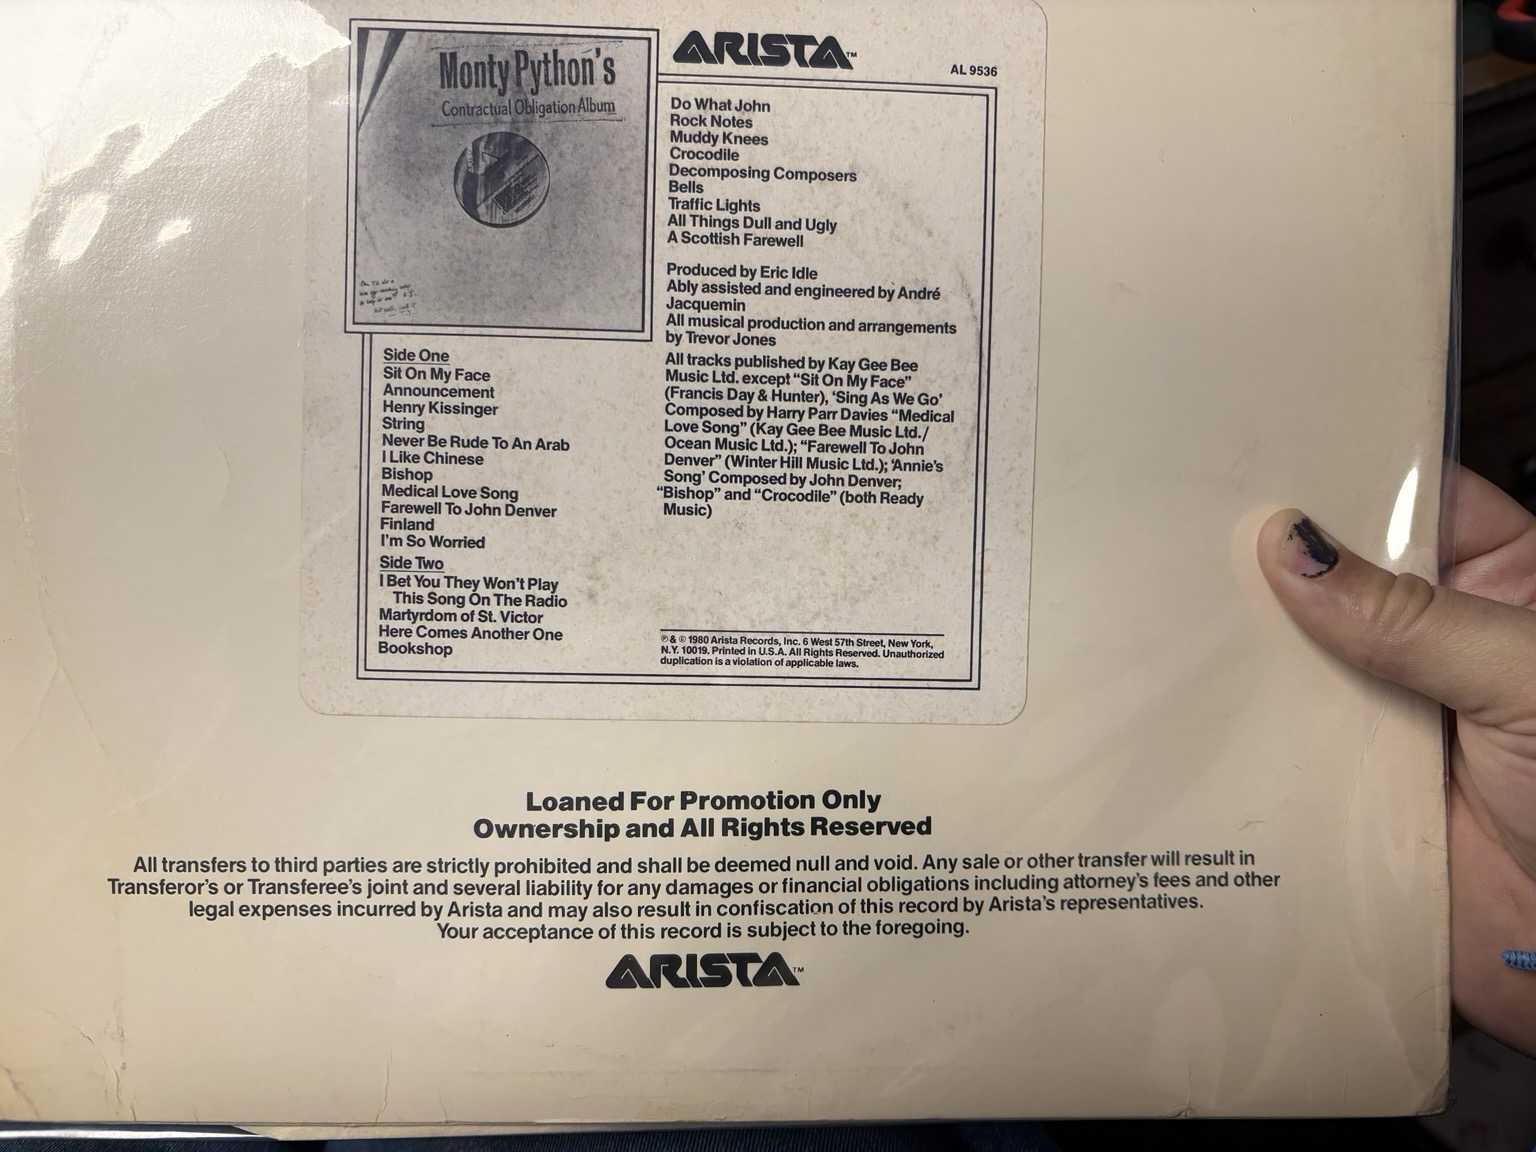 Monty Python's
Contractual Obligation Album
ARISTA™
AL 9536
Side One
Sit On My Face
Announcement
Henry Kissinger
String
Never Be Rude To An Arab
I Like Chinese
Bishop
Medical Love Song
Farewell To John Denver
Finland
I'm So Worried
Side Two
I Bet You They Won't Play
This Song On The Radio
Martyrdom of St. Victor
Here Comes Another One
Bookshop
Do What John
Rock Notes
Muddy Knees
Crocodile
Decomposing Composers
Bells
Traffic Lights
All Things Dull and Ugly
A Scottish Farewell
Produced by Eric Idle
Ably assisted and engineered by André
Jacquemin
All musical production and arrangements
by Trevor Jones
All tracks published by Kay Gee Bee
Music Ltd. except “Sit On My Face”
(Francis Day & Hunter), ‘Sing As We Go’
Composed by Harry Parr Davies “Medical
Love Song” (Kay Gee Bee Music Ltd./
Ocean Music Ltd.); “Farewell To John
Denver” (Winter Hill Music Ltd.); ‘Annie's
Song’ Composed by John Denver;
“Bishop” and “Crocodile” (both Ready
Music)
℗ & © 1980 Arista Records, Inc. 6 West 57th Street, New York,
N.Y. 10019. Printed in U.S.A. All Rights Reserved. Unauthorized
duplication is a violation of applicable laws.
Loaned For Promotion Only
Ownership and All Rights Reserved
All transfers to third parties are strictly prohibited and shall be deemed null and void. Any sale or other transfer will result in
Transferor's or Transferee's joint and several liability for any damages or financial obligations including attorney's fees and other
legal expenses incurred by Arista and may also result in confiscation of this record by Arista's representatives.
Your acceptance of this record is subject to the foregoing.
ARISTA™